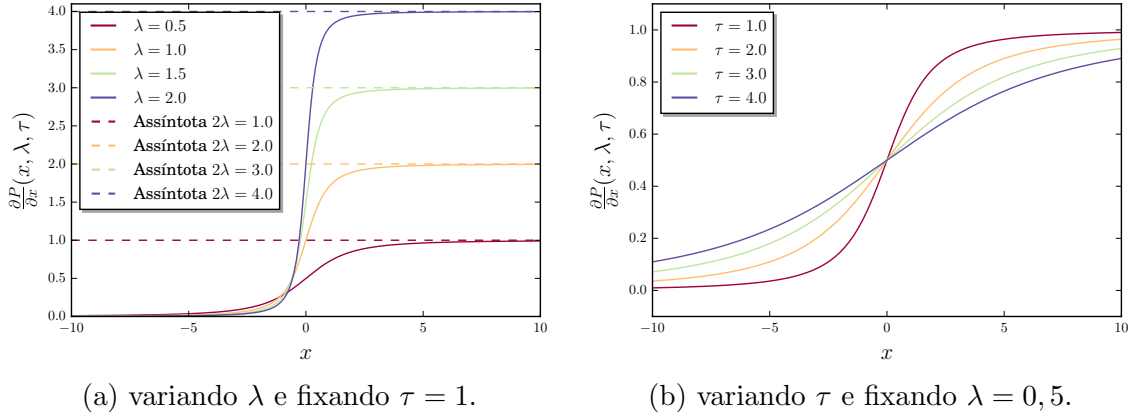 4.0
3.5
3.0
2.5
2.0
1.5
1.0
0.5
0.0
∂P/∂x (x, λ, τ)
λ = 0.5
λ = 1.0
λ = 1.5
λ = 2.0
Assíntota 2λ = 1.0
Assíntota 2λ = 2.0
Assíntota 2λ = 3.0
Assíntota 2λ = 4.0
−10 −5 0 5 10
x
(a) variando λ e fixando τ = 1.
1.0
0.8
0.6
0.4
0.2
0.0
∂P/∂x (x, λ, τ)
τ = 1.0
τ = 2.0
τ = 3.0
τ = 4.0
−10 −5 0 5 10
x
(b) variando τ e fixando λ = 0, 5.